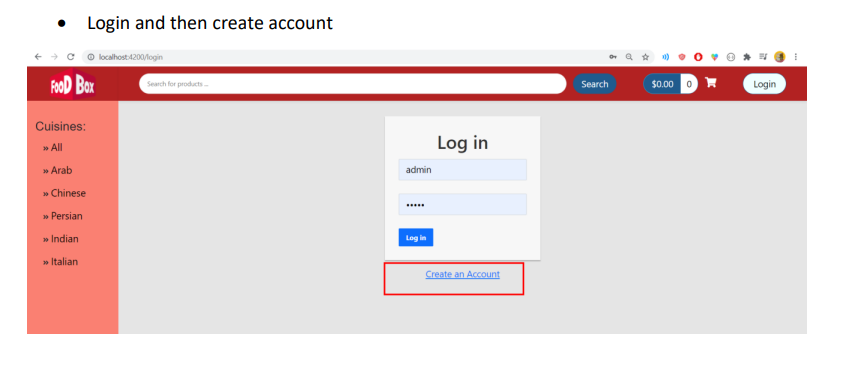 • Login and then create account
localhost:4200/login
FooD Box
Search for products ...
Search
$0.00 0
Login
Cuisines:
» All
» Arab
» Chinese
» Persian
» Indian
» Italian
Log in
admin
•••••
Log in
Create an Account